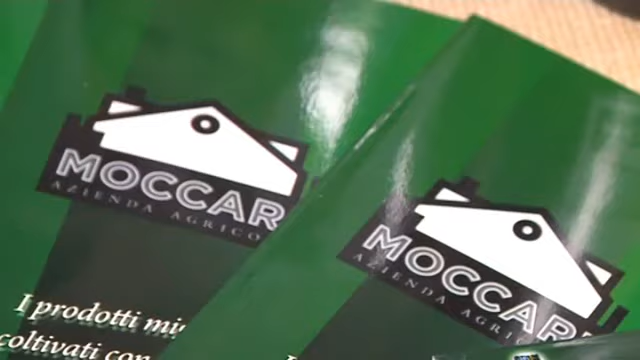 MOCCAR
AZIENDA AGRICO
I prodotti mi
coltivati con
MOCCAR
AZIENDA AGRIC